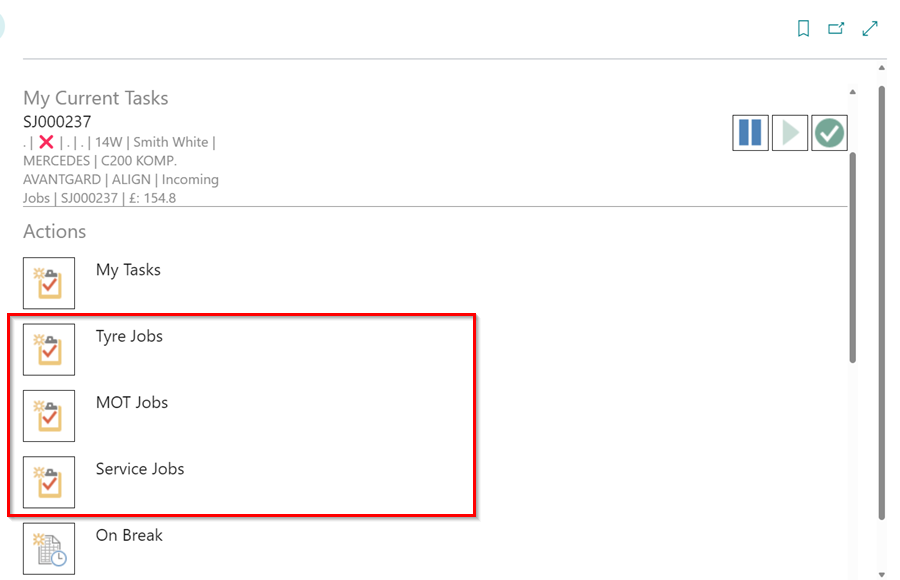 My Current Tasks
SJ000237
. | ❌ | . | . | 14W | Smith White |
MERCEDES | C200 KOMP.
AVANTGARD | ALIGN | Incoming
Jobs | SJ000237 | £: 154.8
Actions
My Tasks
Tyre Jobs
MOT Jobs
Service Jobs
On Break